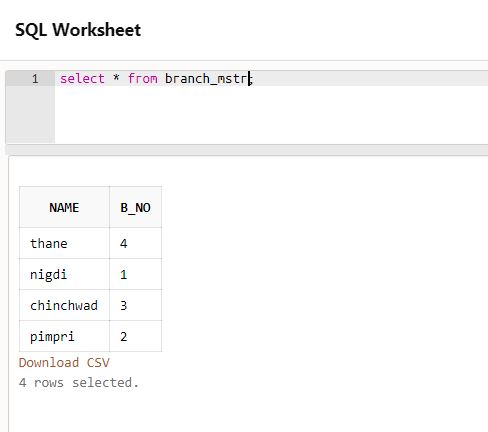 SQL Worksheet
1 select * from branch_mstr;
NAME B_NO
thane 4
nigdi 1
chinchwad 3
pimpri 2
Download CSV
4 rows selected.